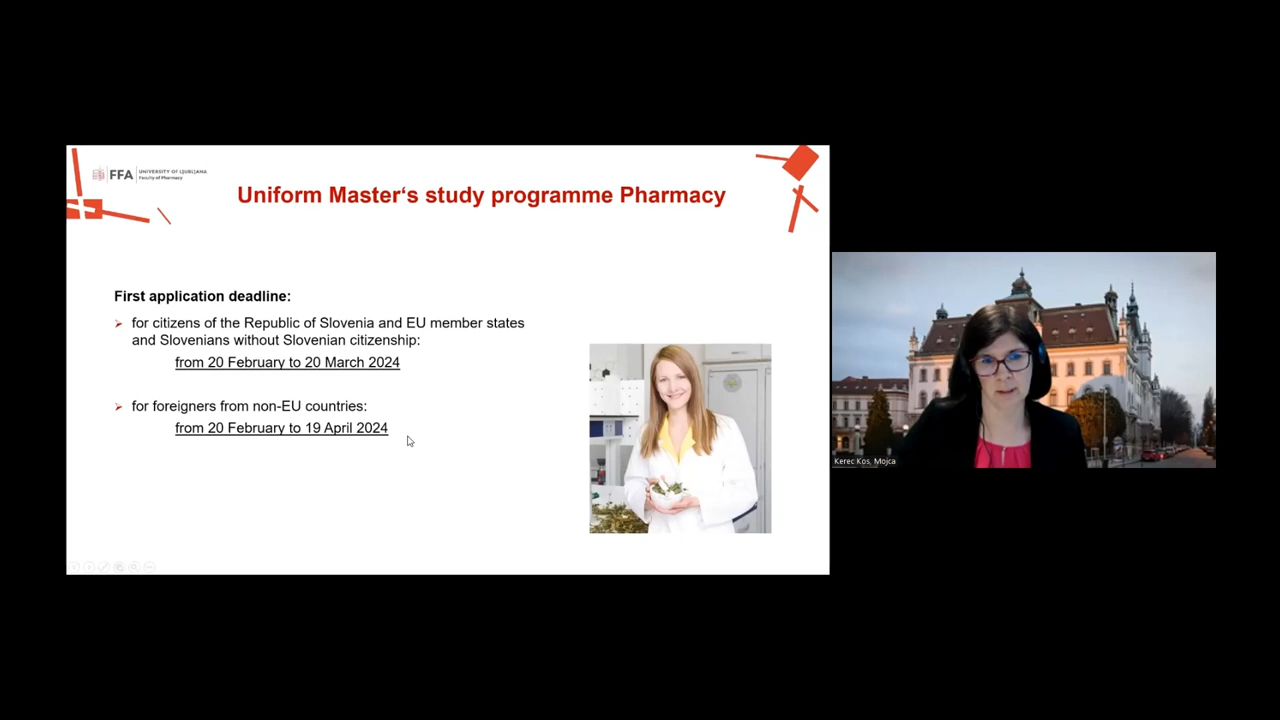 FFA
UNIVERSITY OF LJUBLJANA
Faculty of Pharmacy
Uniform Master‘s study programme Pharmacy
First application deadline:
for citizens of the Republic of Slovenia and EU member states
and Slovenians without Slovenian citizenship:
from 20 February to 20 March 2024
for foreigners from non-EU countries:
from 20 February to 19 April 2024
Kerec Kos, Mojca